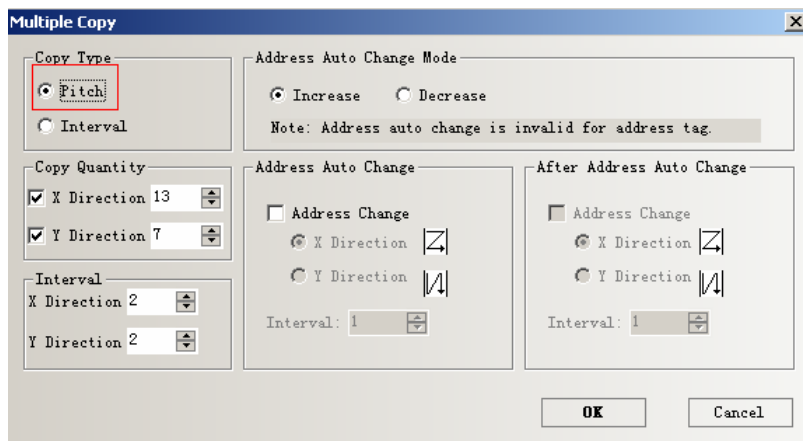 Multiple Copy
Copy Type
Pitch
Interval
Address Auto Change Mode
Increase Decrease
Note: Address auto change is invalid for address tag.
Copy Quantity
X Direction 13
Y Direction 7
Interval
X Direction 2
Y Direction 2
Address Auto Change
Address Change
X Direction
Y Direction
Interval: 1
After Address Auto Change
Address Change
X Direction
Y Direction
Interval: 1
OK Cancel